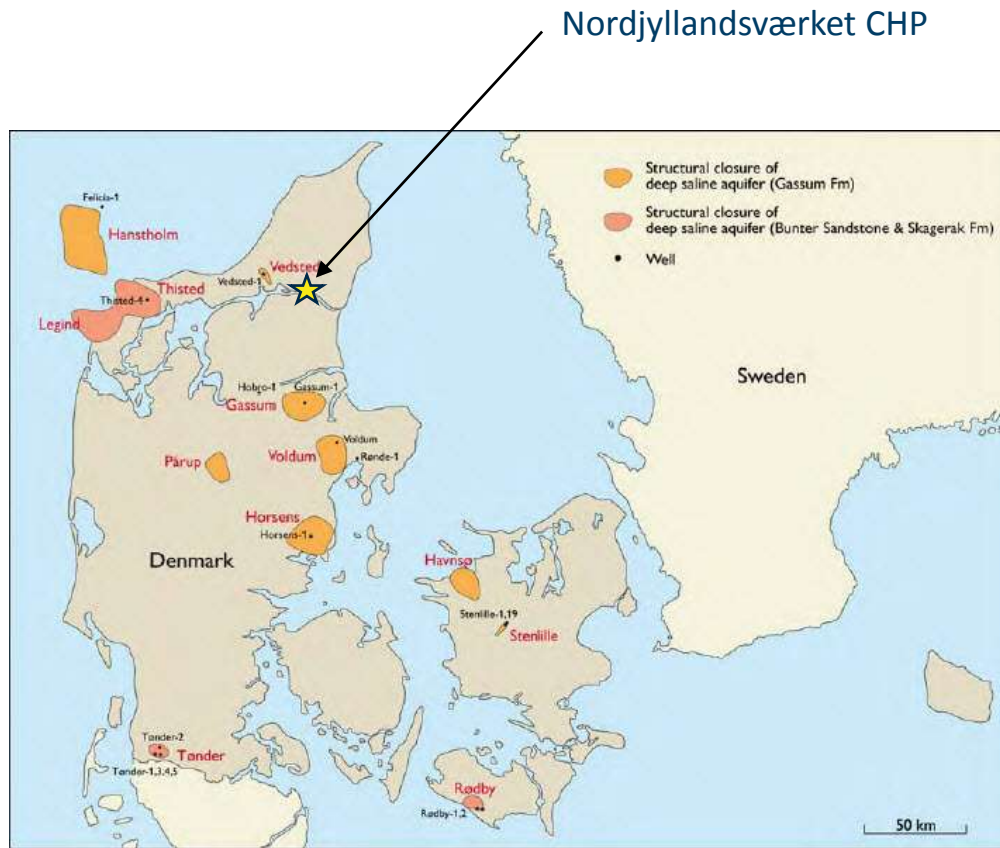 Nordjyllandsværket CHP
Structural closure of
deep saline aquifer (Gassum Fm)
Structural closure of
deep saline aquifer (Bunter Sandstone & Skagerak Fm)
Well
Felicia-1
Hanstholm
Vedsted
Vedsted-1
Thisted
Thisted-4
Legind
Sweden
Hobro-1
Gassum-1
Gassum
Voldum
Voldum
Rønde-1
Pårup
Horsens
Horsens-1
Denmark
Havnsø
Stenlille-1,19
Stenlille
Tønder-2
Tønder
Tønder-1,3,4,5
Rødby
Rødby-1,2
50 km